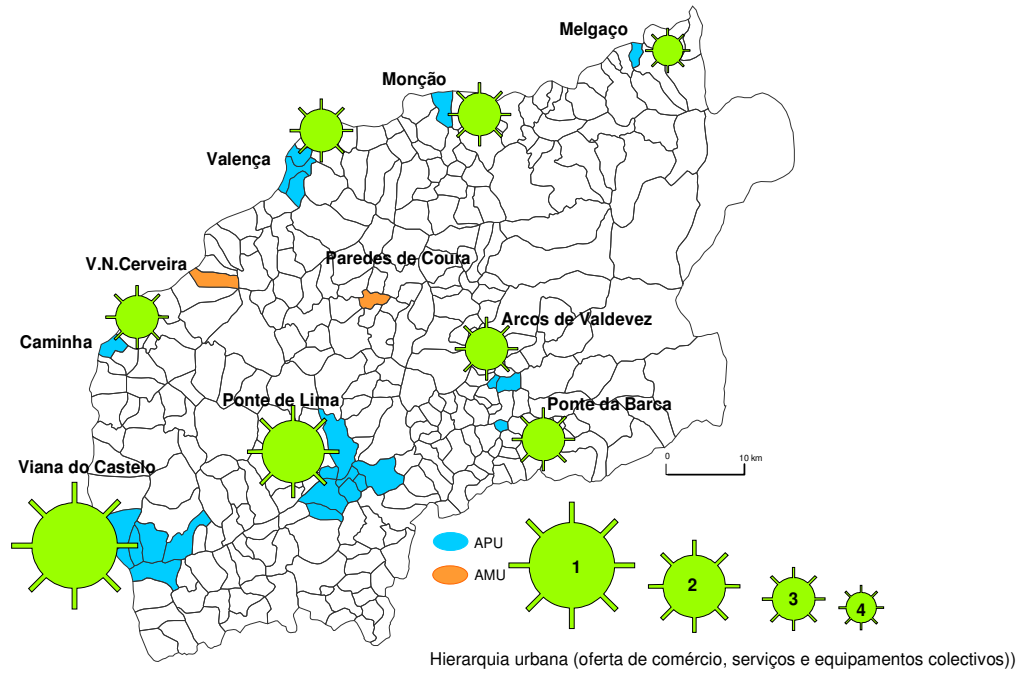 Melgaço
Monção
Valença
V.N.Cerveira
Paredes de Coura
Arcos de Valdevez
Caminha
Ponte de Lima
Ponte da Barca
Viana do Castelo
0 10 km
APU
AMU
1
2
3
4
Hierarquia urbana (oferta de comércio, serviços e equipamentos colectivos))